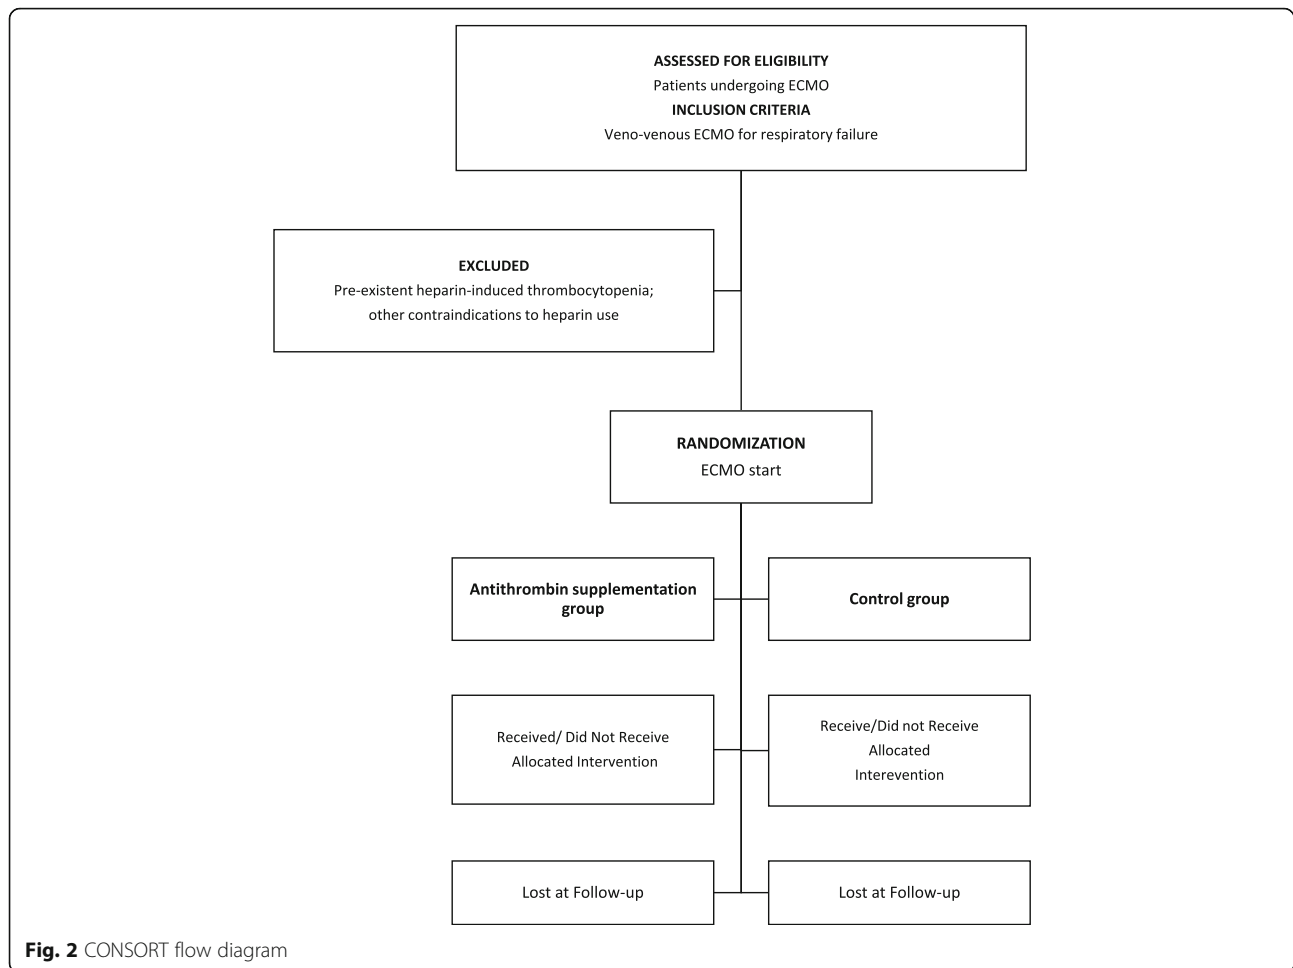 ASSESSED FOR ELIGIBILITY
Patients undergoing ECMO
INCLUSION CRITERIA
Veno-venous ECMO for respiratory failure
EXCLUDED
Pre-existent heparin-induced thrombocytopenia;
other contraindications to heparin use
RANDOMIZATION
ECMO start
Antithrombin supplementation
group
Control group
Received/ Did Not Receive
Allocated Intervention
Receive/Did not Receive
Allocated
Interevention
Lost at Follow-up
Lost at Follow-up
Fig. 2 CONSORT flow diagram